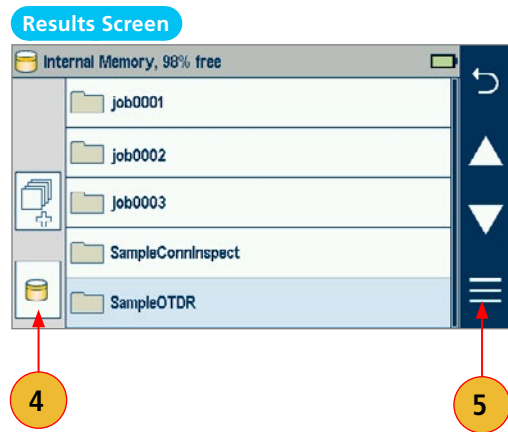 Results Screen
Internal Memory, 98% free
job0001
job0002
job0003
SampleConnInspect
SampleOTDR
4
5